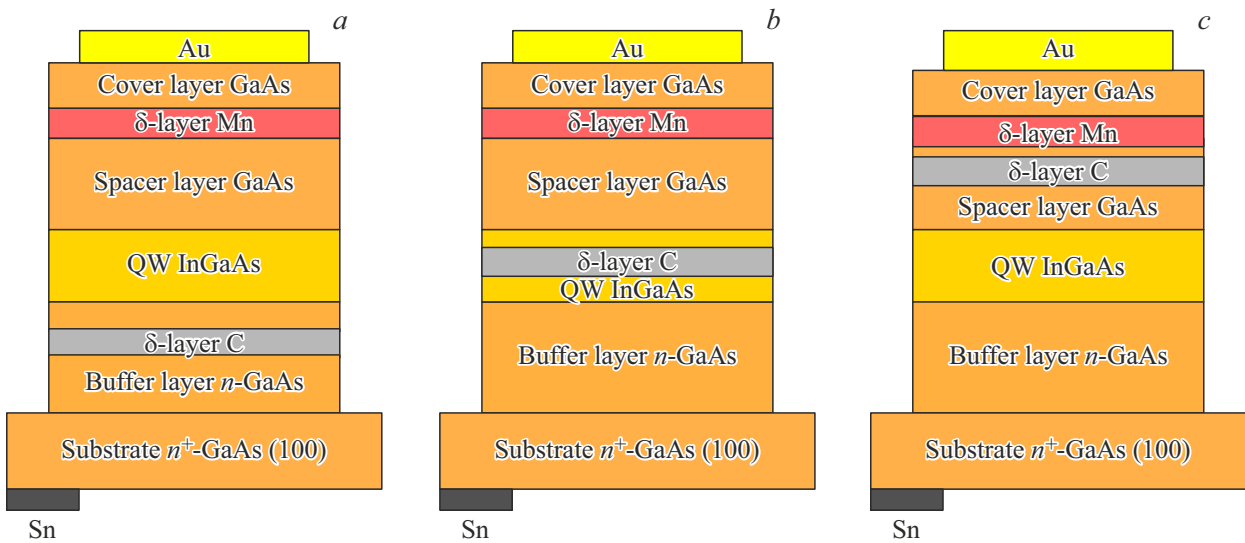 a
Au
Cover layer GaAs
δ-layer Mn
Spacer layer GaAs
QW InGaAs
δ-layer C
Buffer layer n-GaAs
Substrate n⁺-GaAs (100)
Sn
b
Au
Cover layer GaAs
δ-layer Mn
Spacer layer GaAs
δ-layer C
QW InGaAs
Buffer layer n-GaAs
Substrate n⁺-GaAs (100)
Sn
c
Au
Cover layer GaAs
δ-layer Mn
δ-layer C
Spacer layer GaAs
QW InGaAs
Buffer layer n-GaAs
Substrate n⁺-GaAs (100)
Sn